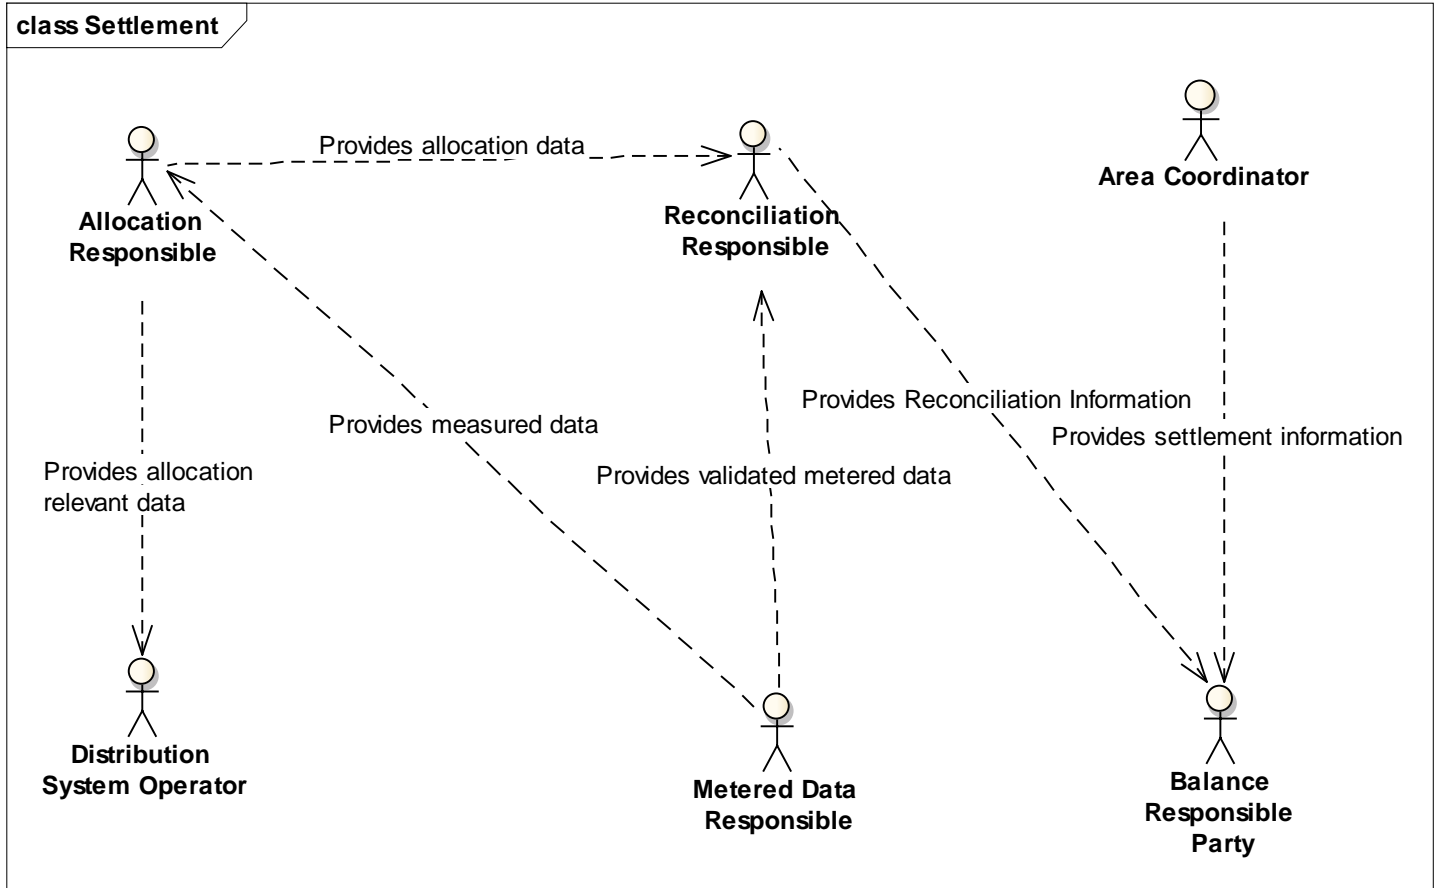 class Settlement
Provides allocation data
Area Coordinator
Allocation
Responsible
Reconciliation
Responsible
Provides Reconciliation Information
Provides measured data
Provides settlement information
Provides allocation
relevant data
Provides validated metered data
Distribution
System Operator
Metered Data
Responsible
Balance
Responsible
Party